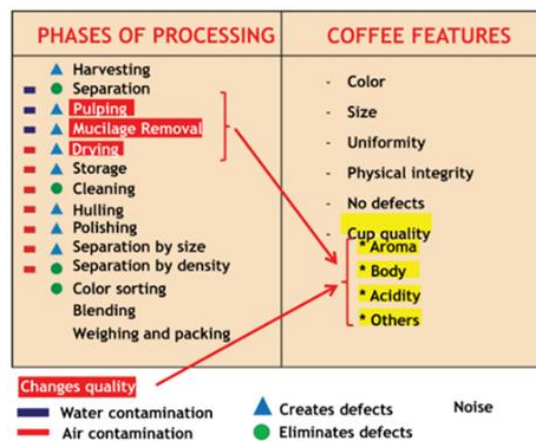 PHASES OF PROCESSING
Harvesting
Separation
Pulping
Mucilage Removal
Drving
Storage
Cleaning
Hulling
Polishing
Separation by size
Separation by density
Color sorting
Blending
Weighing and packing
COFFEE FEATURES
- Color
- Size
- Uniformity
- Physical integrity
- No defects
- Cup quality
* Aroma
* Body
* Acidity
* Others
Changes quality
Water contamination
Air contamination
Creates defects
Eliminates defects
Noise